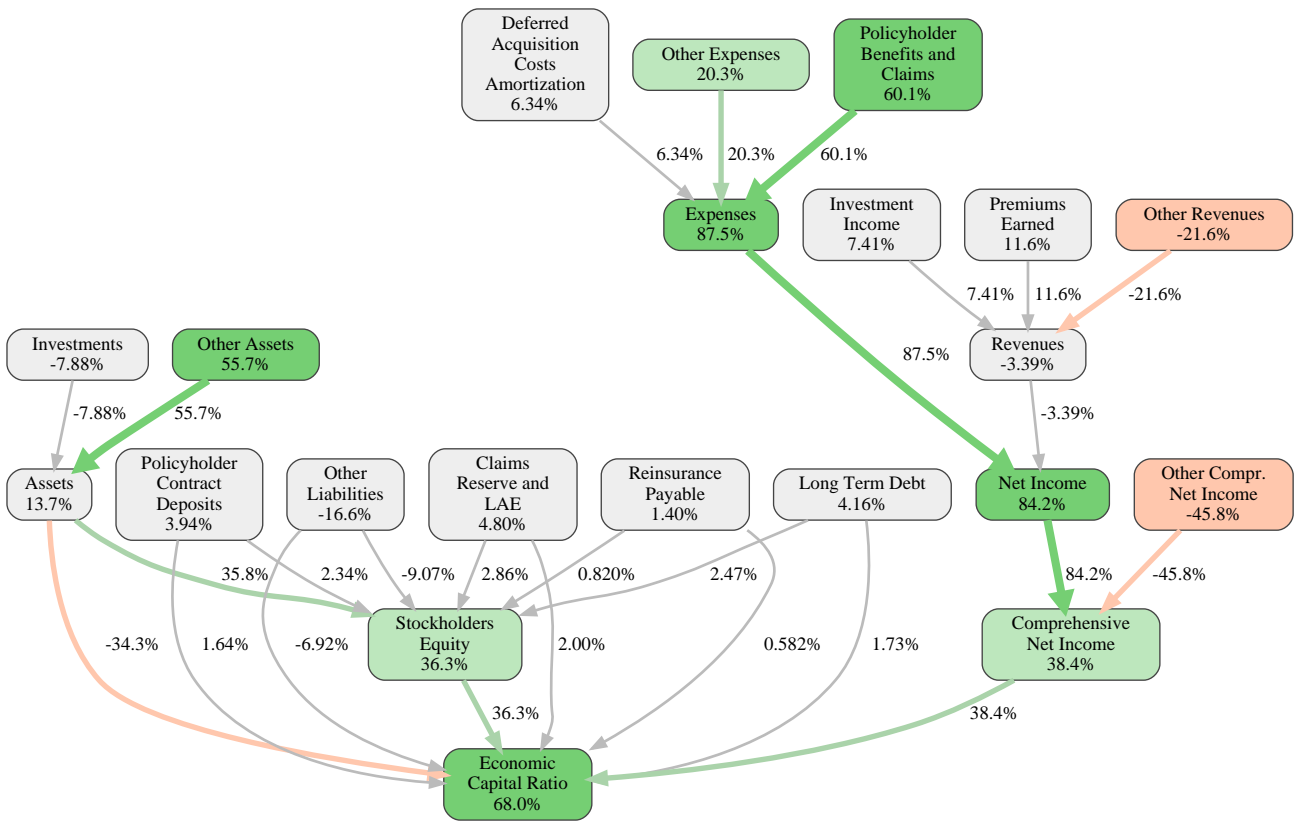 Deferred
Acquisition
Costs
Amortization
6.34%
Other Expenses
20.3%
Policyholder
Benefits and
Claims
60.1%
6.34%
20.3%
60.1%
Expenses
87.5%
Investment
Income
7.41%
Premiums
Earned
11.6%
Other Revenues
-21.6%
7.41%
11.6%
-21.6%
Investments
-7.88%
Other Assets
55.7%
87.5%
Revenues
-3.39%
-7.88%
55.7%
-3.39%
Assets
13.7%
Policyholder
Contract
Deposits
3.94%
Other
Liabilities
-16.6%
Claims
Reserve and
LAE
4.80%
Reinsurance
Payable
1.40%
Long Term Debt
4.16%
Net Income
84.2%
Other Compr.
Net Income
-45.8%
35.8%
2.34%
-9.07%
2.86%
0.820%
2.47%
84.2%
-45.8%
-34.3%
1.64%
-6.92%
Stockholders
Equity
36.3%
2.00%
0.582%
1.73%
Comprehensive
Net Income
38.4%
36.3%
38.4%
Economic
Capital Ratio
68.0%